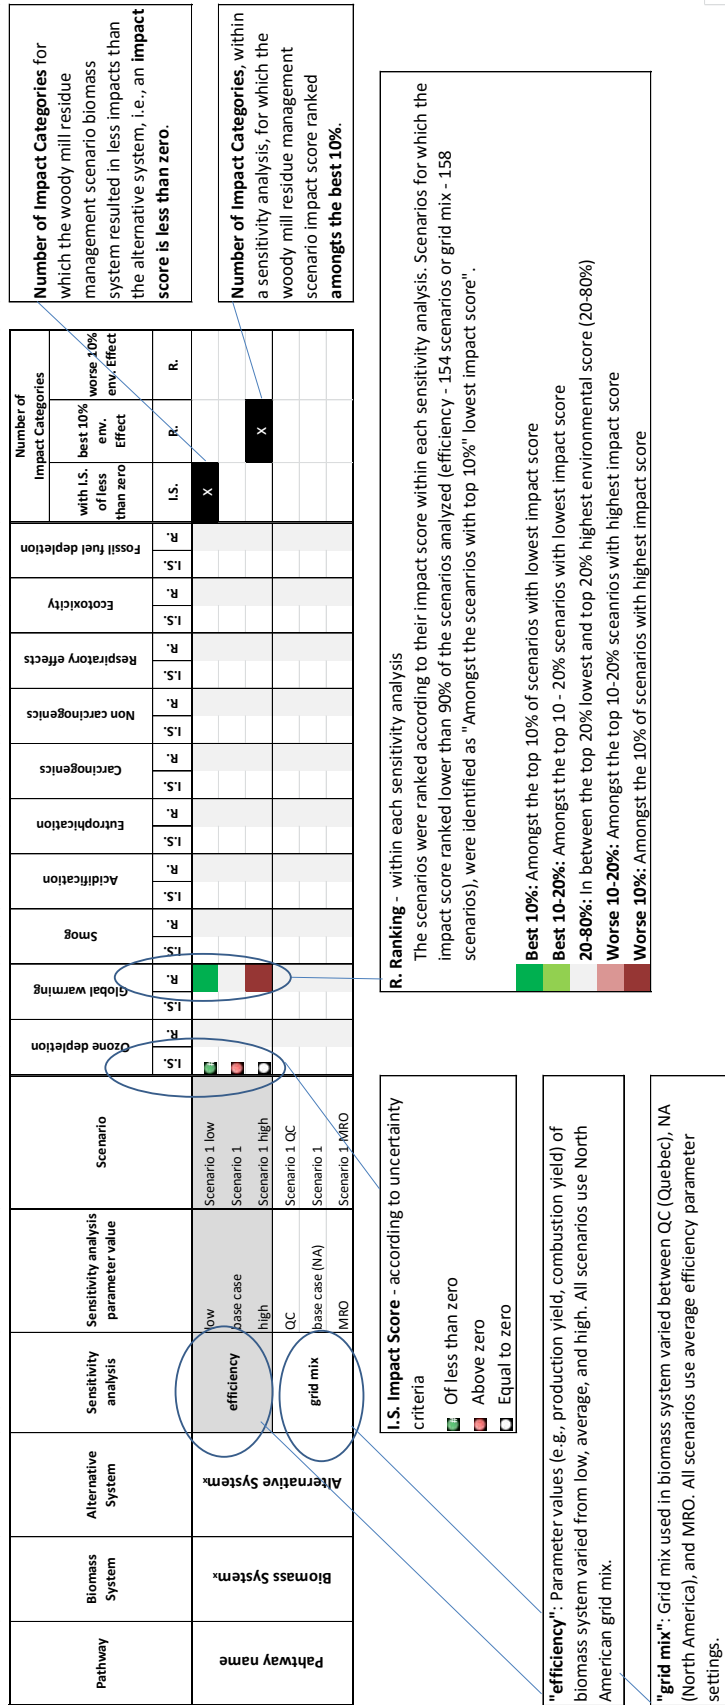 Pathway
Biomass
System
Alternative
System
Sensitivity
analysis
Sensitivity analysis
parameter value
Scenario
Ozone depletion
Global warming
Smog
Acidification
Eutrophication
Carcinogenics
Non carcinogenics
Respiratory effects
Ecotoxicity
Fossil fuel depletion
Number of
Impact Categories
with I.S.
of less
than zero
best 10%
env.
Effect
worse 10%
env. Effect
I.S. R. I.S. R. I.S. R. I.S. R. I.S. R. I.S. R. I.S. R. I.S. R. I.S. R. I.S. R. I.S. R. R.
Pahtway name
Biomass Systemx
Alternative Systemx
efficiency
low Scenario 1 low X
base case Scenario 1
high Scenario 1 high X
grid mix
QC Scenario 1 QC
base case (NA) Scenario 1
MRO Scenario 1 MRO
Number of Impact Categories for
which the woody mill residue
management scenario biomass
system resulted in less impacts than
the alternative system, i.e., an impact
score is less than zero.
Number of Impact Categories, within
a sensitivity analysis, for which the
woody mill residue management
scenario impact score ranked
amongts the best 10%.
I.S. Impact Score - according to uncertainty
criteria
Of less than zero
Above zero
Equal to zero
R. Ranking - within each sensitivity analysis
The scenarios were ranked according to their impact score within each sensitivity analysis. Scenarios for which the
impact score ranked lower than 90% of the scenarios analyzed (efficiency - 154 scenarios or grid mix - 158
scenarios), were identified as "Amongst the sceanrios with top 10%" lowest impact score".
Best 10%: Amongst the top 10% of scenarios with lowest impact score
Best 10-20%: Amongst the top 10 - 20% scenarios with lowest impact score
20-80%: In between the top 20% lowest and top 20% highest environmental score (20-80%)
Worse 10-20%: Amongst the top 10-20% sceanrios with highest impact score
Worse 10%: Amongst the 10% of scenarios with highest impact score
"efficiency": Parameter values (e.g., production yield, combustion yield) of
biomass system varied from low, average, and high. All scenarios use North
American grid mix.
"grid mix": Grid mix used in biomass system varied between QC (Quebec), NA
(North America), and MRO. All scenarios use average efficiency parameter
settings.